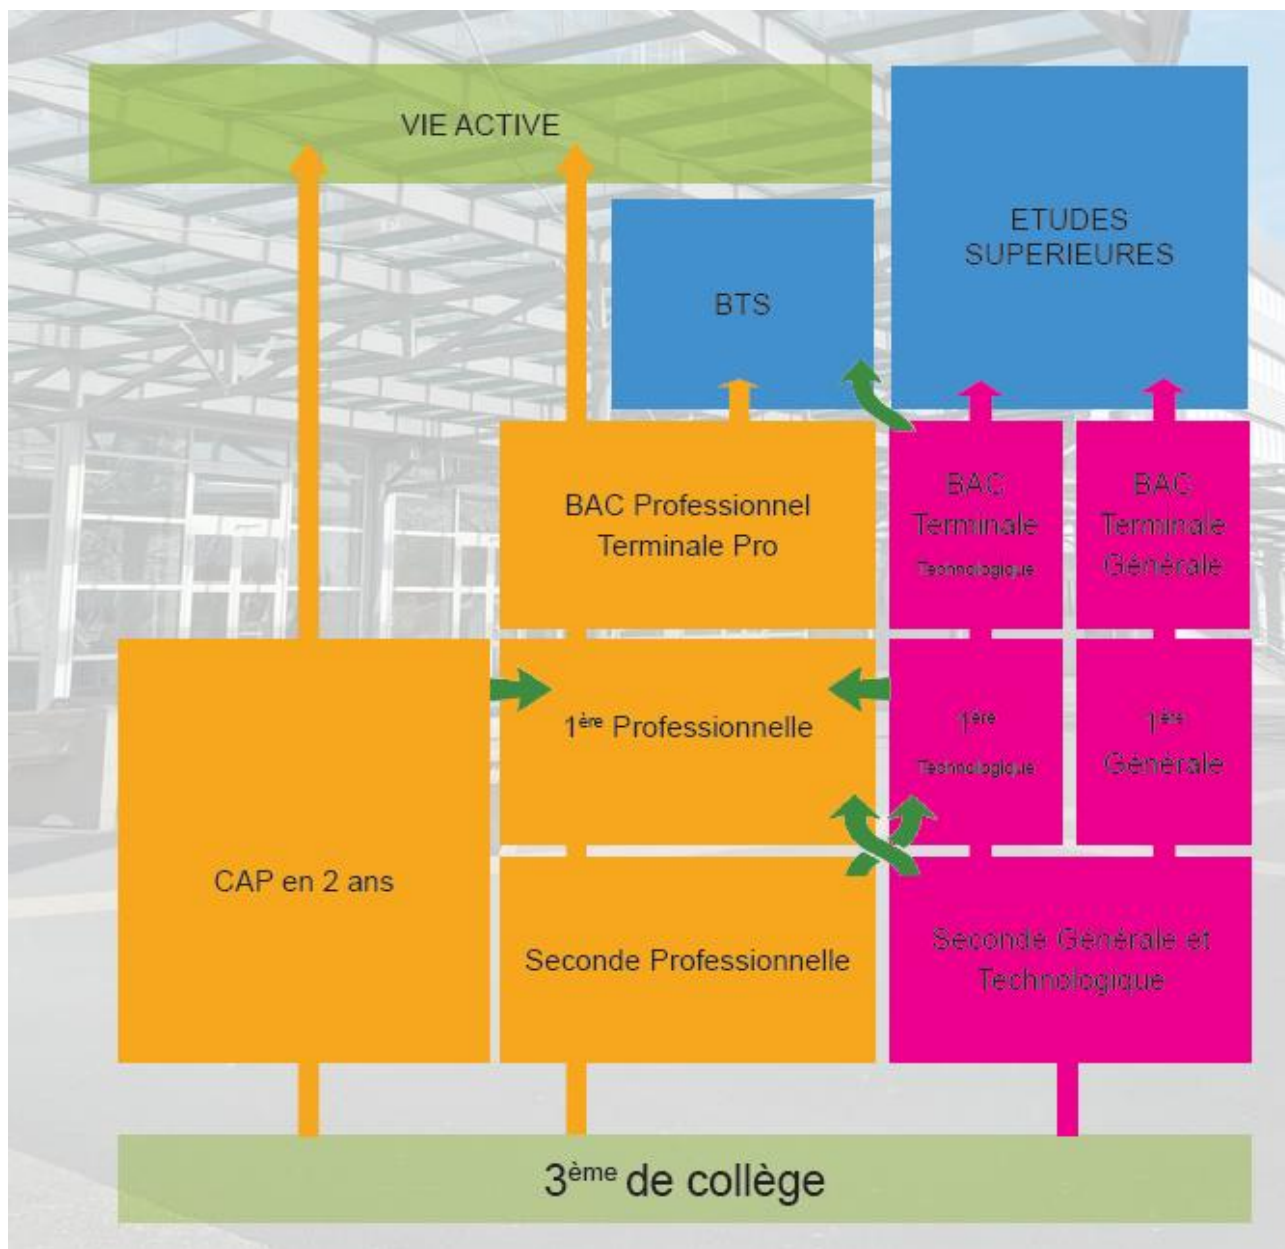 VIE ACTIVE
ETUDES
SUPERIEURES
BTS
BAC Professionnel
Terminale Pro
BAC
Terminale
Technologique
BAC
Terminale
Générale
1ère Professionnelle
1ère
Technologique
1ère
Générale
CAP en 2 ans
Seconde Professionnelle
Seconde Générale et
Technologique
3ème de collège